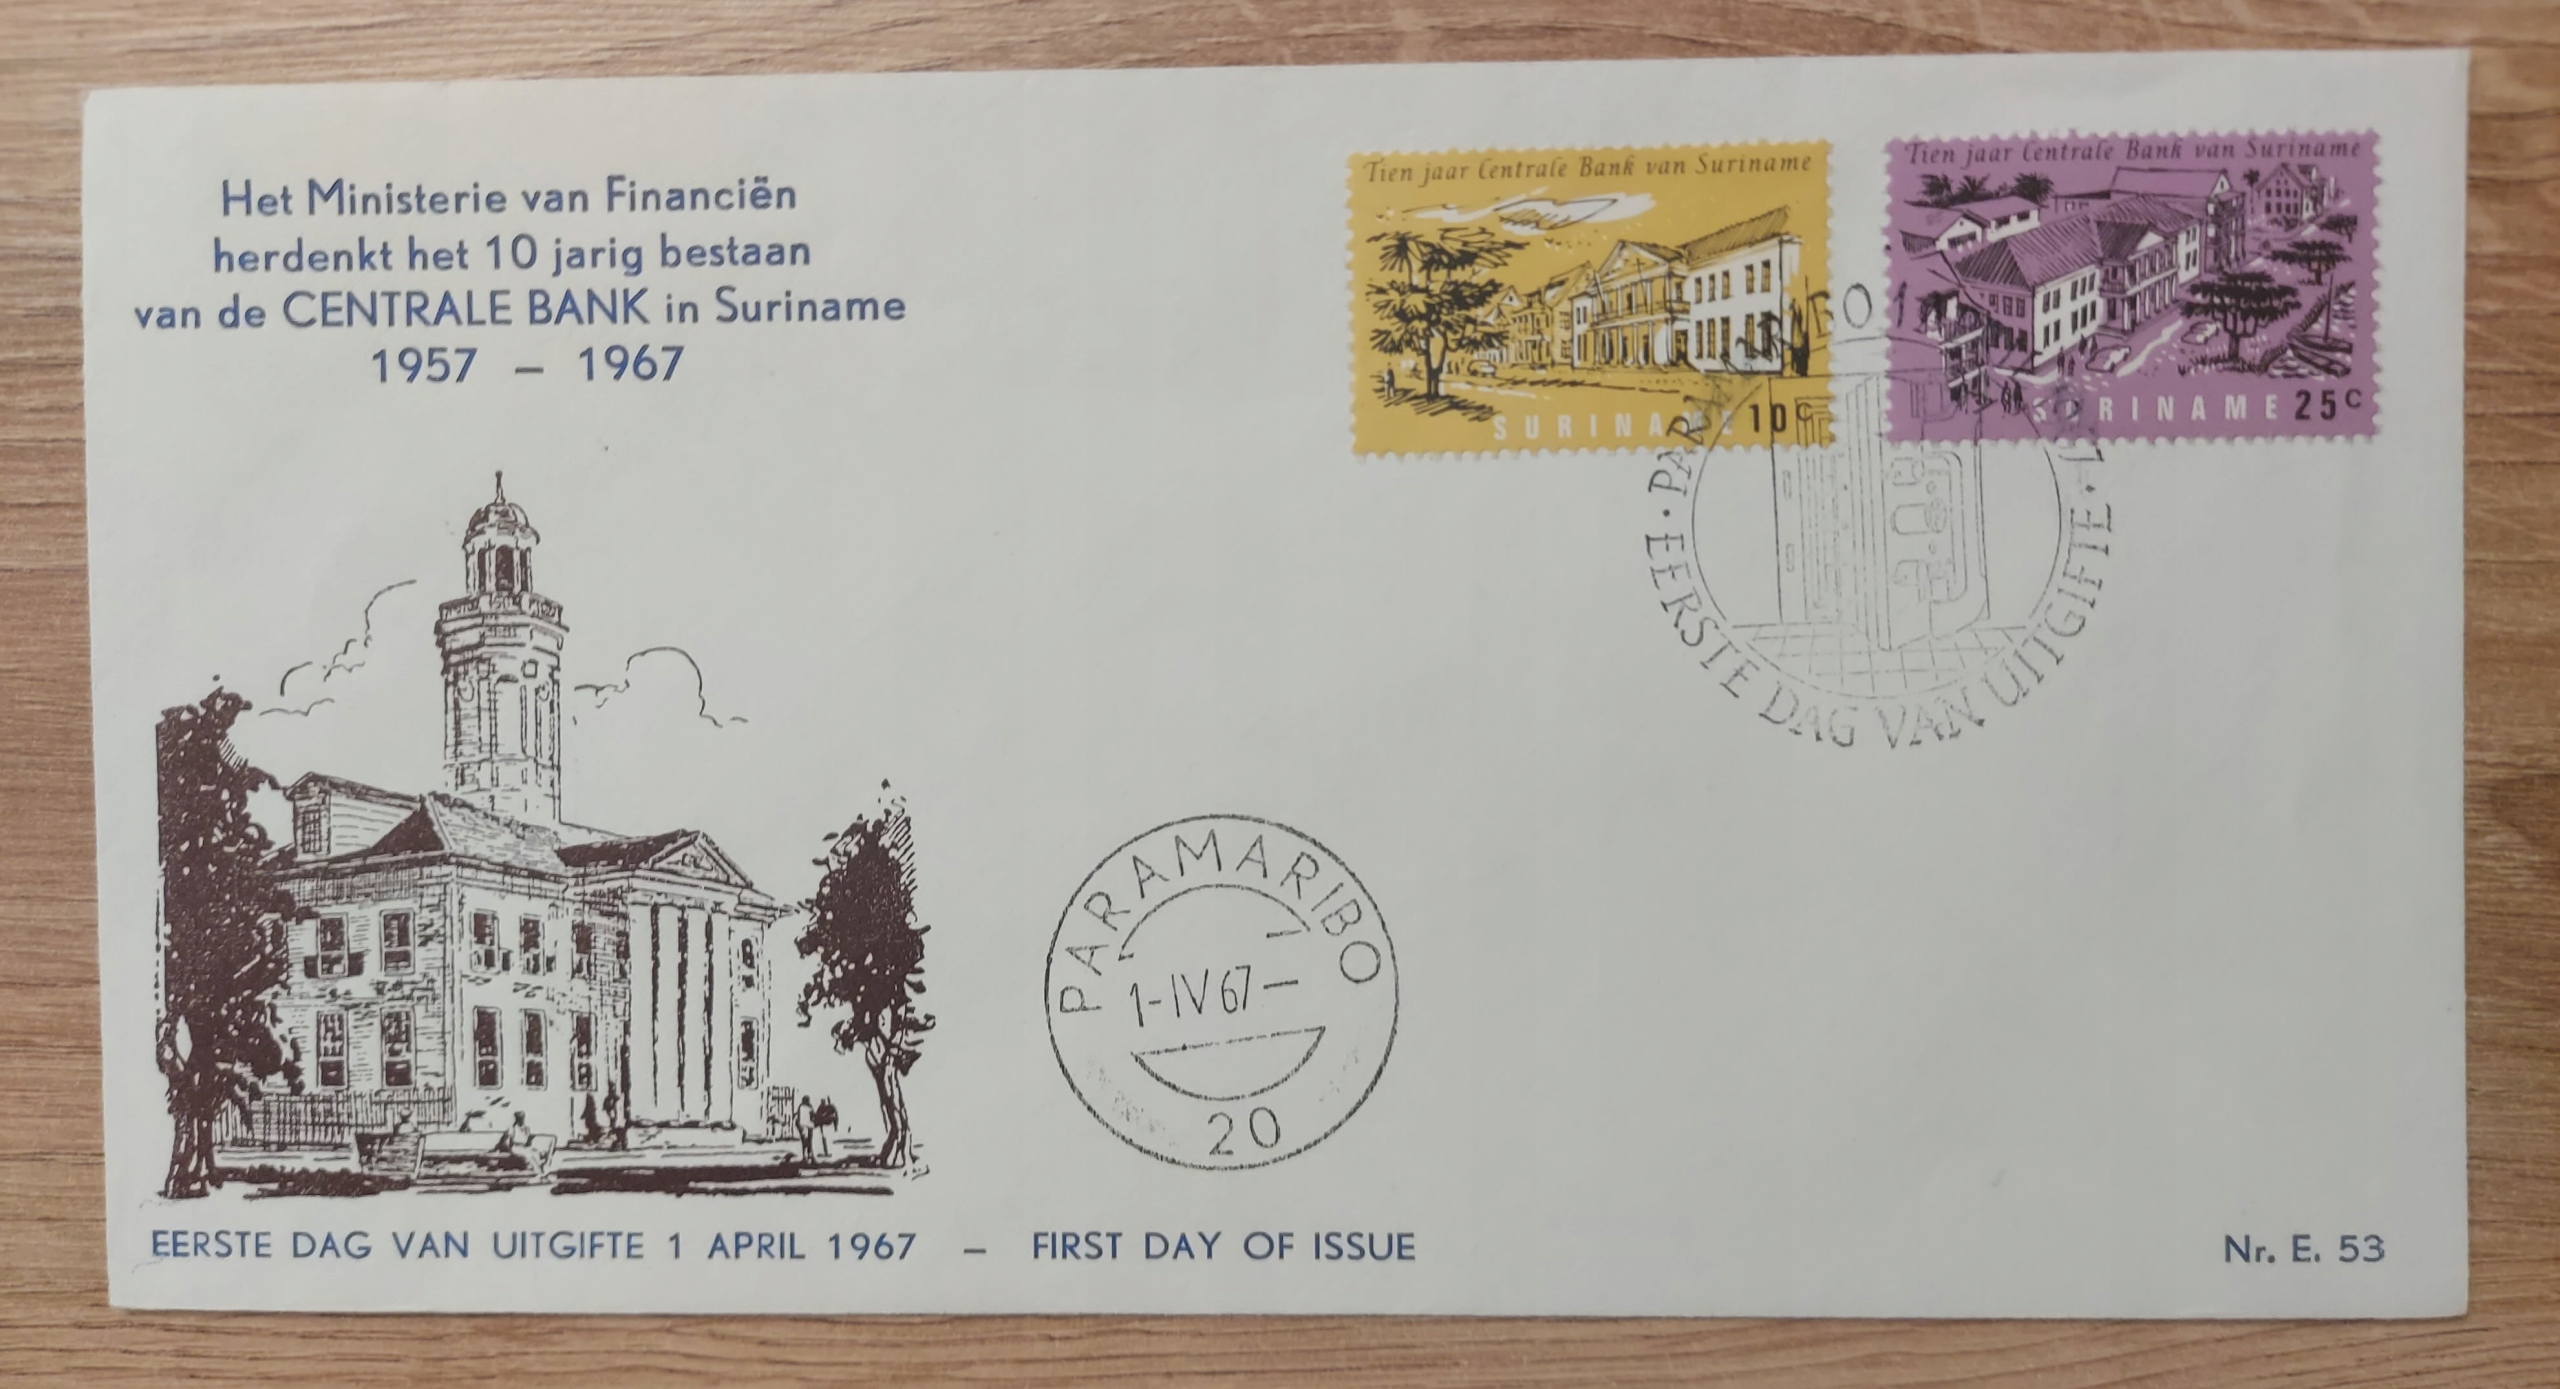 Het Ministerie van Financiën
herdenkt het 10 jarig bestaan
van de CENTRALE BANK in Suriname
1957 – 1967
Tien jaar Centrale Bank van Suriname
SURINAME 10c
Tien jaar Centrale Bank van Suriname
SURINAME 25c
PARAMARIBO 1
· EERSTE DAG VAN UITGIFTE ·
PARAMARIBO
1-IV 67-
20
EERSTE DAG VAN UITGIFTE 1 APRIL 1967 – FIRST DAY OF ISSUE
Nr. E. 53